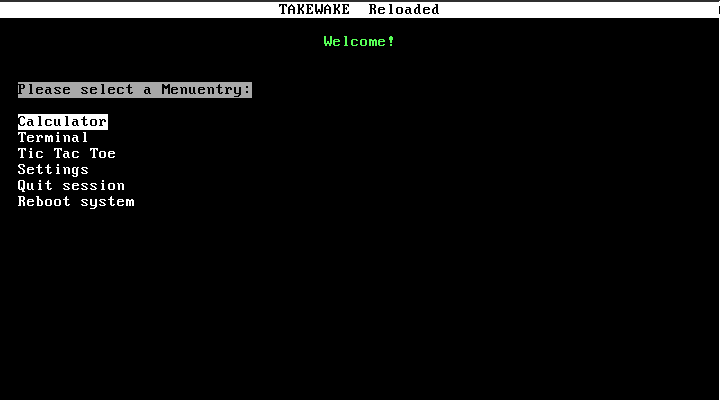 TAKEWAKE Reloaded
Welcome!
Please select a Menuentry:
Calculator
Terminal
Tic Tac Toe
Settings
Quit session
Reboot system